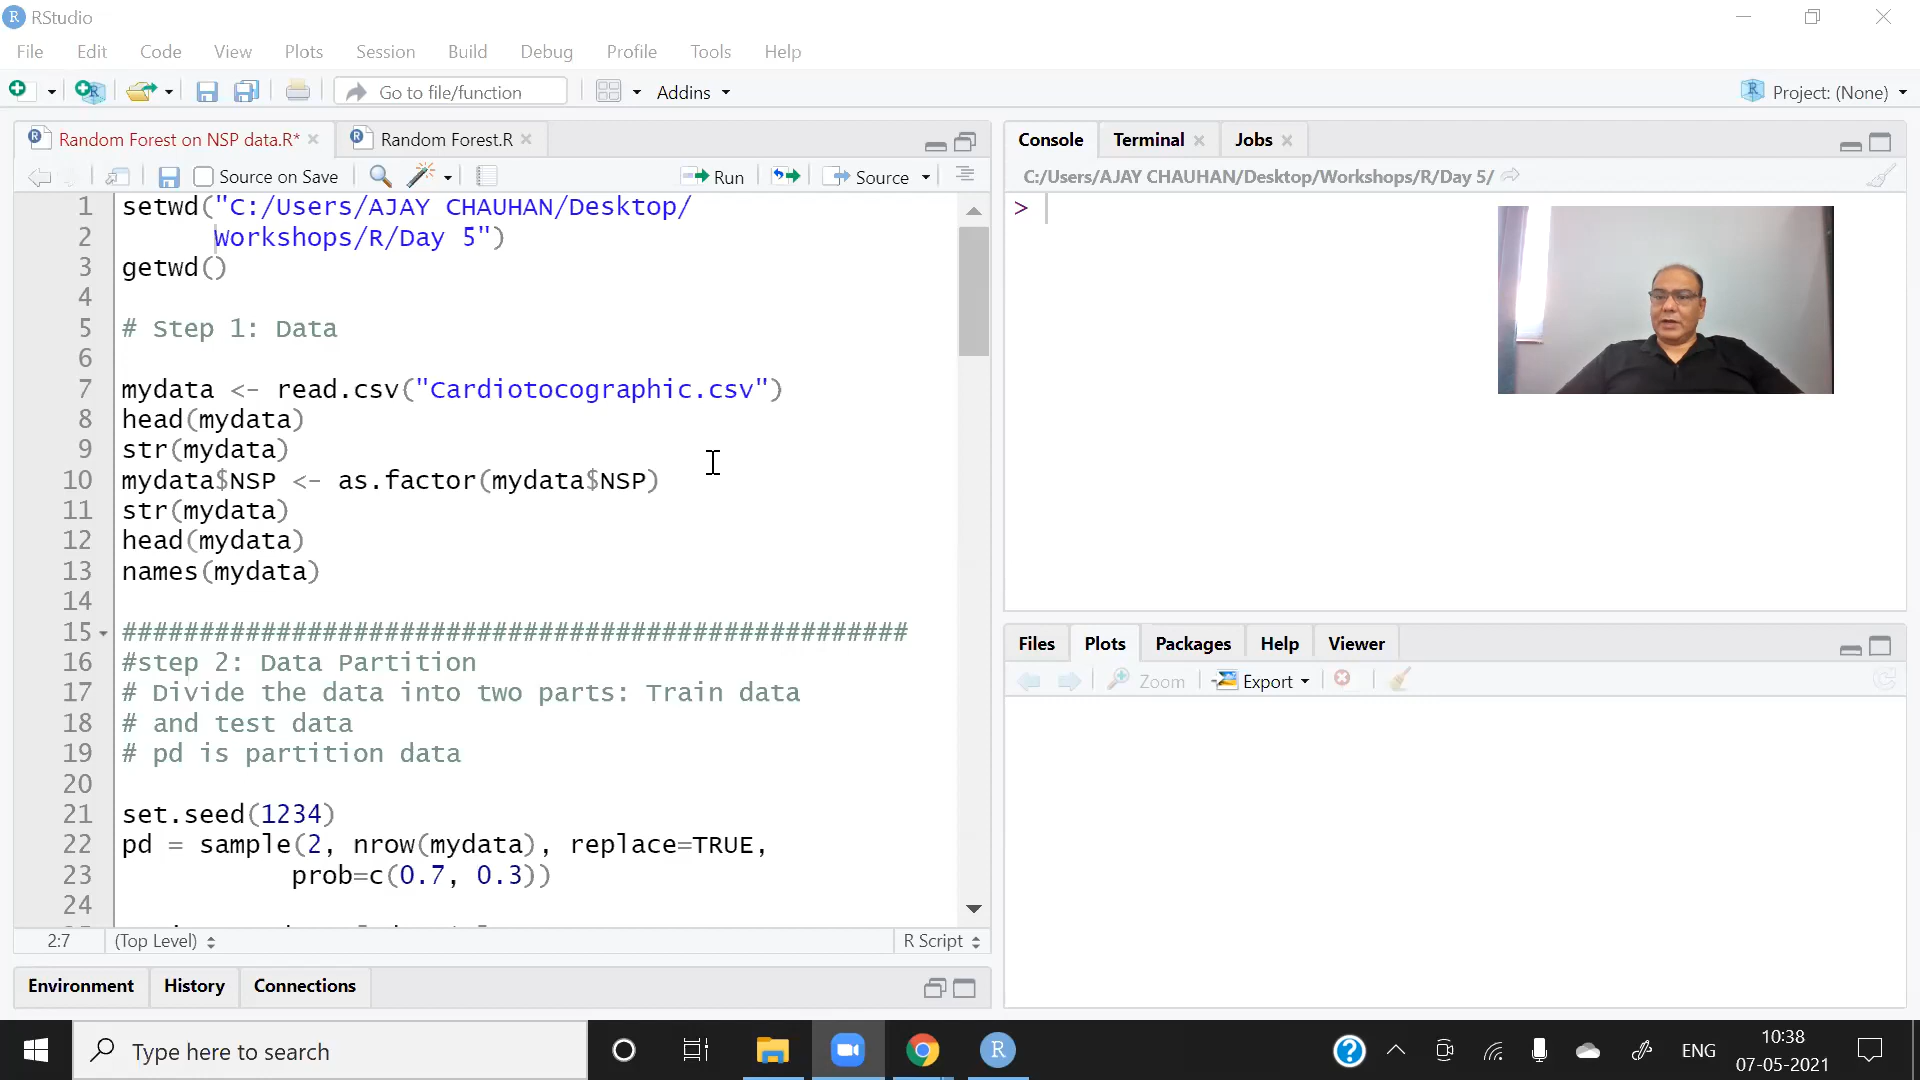 RStudio
File Edit Code View Plots Session Build Debug Profile Tools Help
Go to file/function Addins Project: (None)
Random Forest on NSP data.R* Random Forest.R
Source on Save Run Source
1 setwd("C:/Users/AJAY CHAUHAN/Desktop/
2 Workshops/R/Day 5")
3 getwd()
4
5 # Step 1: Data
6
7 mydata <- read.csv("Cardiotocographic.csv")
8 head(mydata)
9 str(mydata)
10 mydata$NSP <- as.factor(mydata$NSP)
11 str(mydata)
12 head(mydata)
13 names(mydata)
14
15 ###################################################
16 #step 2: Data Partition
17 # Divide the data into two parts: Train data
18 # and test data
19 # pd is partition data
20
21 set.seed(1234)
22 pd = sample(2, nrow(mydata), replace=TRUE,
23 prob=c(0.7, 0.3))
24
2:7 (Top Level) R Script
Environment History Connections
Console Terminal Jobs
C:/Users/AJAY CHAUHAN/Desktop/Workshops/R/Day 5/
>
Files Plots Packages Help Viewer
Zoom Export
Type here to search
ENG
10:38
07-05-2021